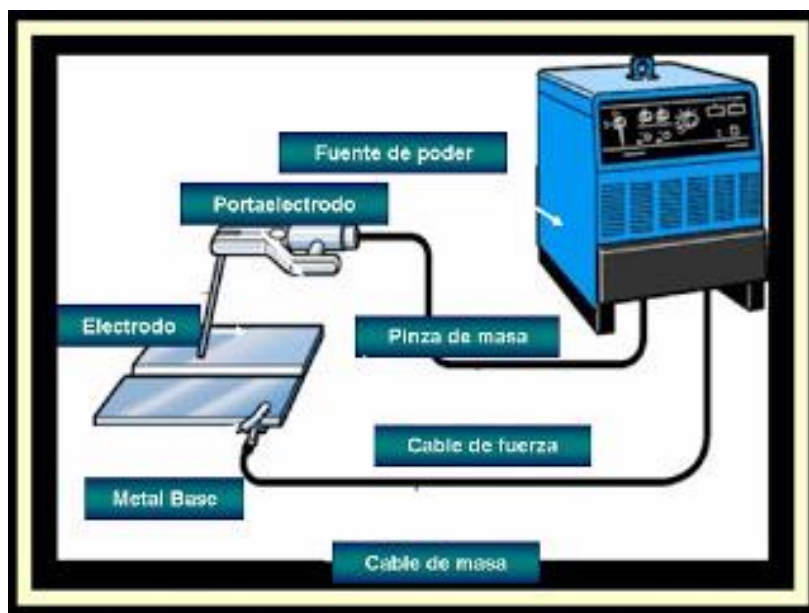 Fuente de poder
Portaelectrodo
Electrodo
Pinza de masa
Cable de fuerza
Metal Base
Cable de masa